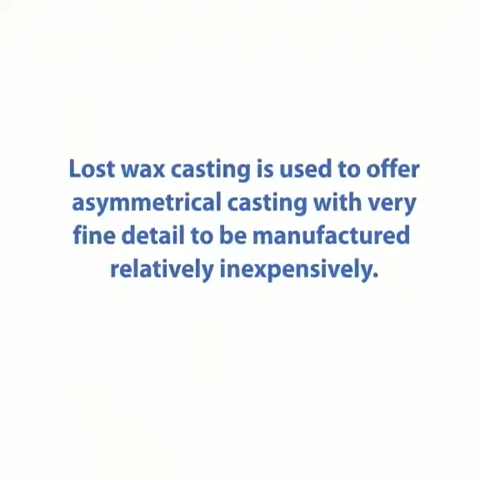 Lost wax casting is used to offer
asymmetrical casting with very
fine detail to be manufactured
relatively inexpensively.